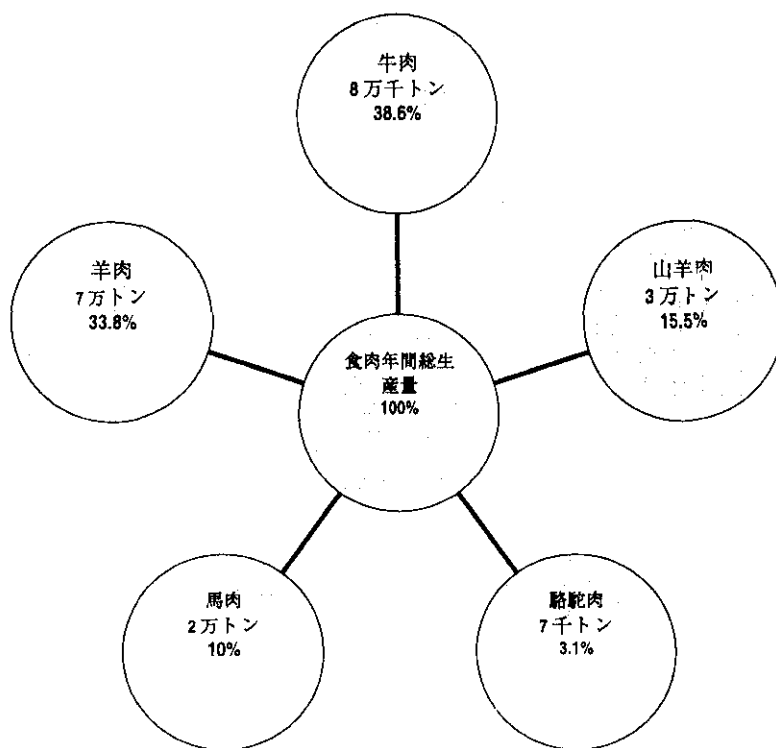 牛肉
8万千トン
38.6%
羊肉
7万トン
33.8%
山羊肉
3万トン
15.5%
食肉年間総生
産量
100%
馬肉
2万トン
10%
駱駝肉
7千トン
3.1%